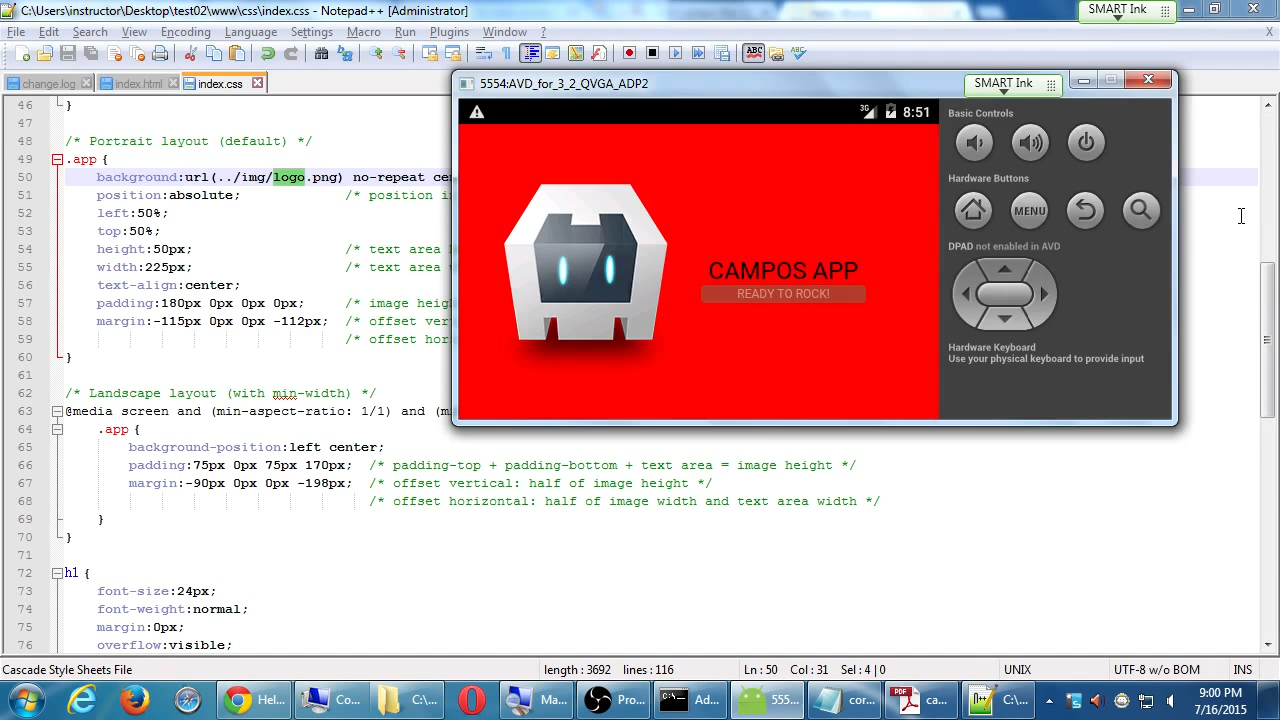 C:\Users\instructor\Desktop\test02\www\css\index.css - Notepad++ [Administrator]
SMART Ink
File Edit Search View Encoding Language Settings Macro Run Plugins Window ?
X
change.log index.html index.css
5554:AVD_for_3_2_QVGA_ADP2
SMART Ink
3G 8:51
CAMPOS APP
READY TO ROCK!
Basic Controls
Hardware Buttons
MENU
DPAD not enabled in AVD
Hardware Keyboard
Use your physical keyboard to provide input
46 }
47
48 /* Portrait layout (default) */
49 .app {
50 background:url(../img/logo.png) no-repeat
51 position:absolute; /* position
52 left:50%;
53 top:50%;
54 height:50px; /* text area
55 width:225px; /* text area
56 text-align:center;
57 padding:180px 0px 0px 0px; /* image
58 margin:-115px 0px 0px -112px; /* offset
59 /* offset
60 }
61
62 /* Landscape layout (with min-width) */
63 @media screen and (min-aspect-ratio: 1/1) and
64 .app {
65 background-position:left center;
66 padding:75px 0px 75px 170px; /* padding-top + padding-bottom + text area = image height */
67 margin:-90px 0px 0px -198px; /* offset vertical: half of image height */
68 /* offset horizontal: half of image width and text area width */
69 }
70 }
71
72 h1 {
73 font-size:24px;
74 font-weight:normal;
75 margin:0px;
76 overflow:visible;
Cascade Style Sheets File length : 3692 lines : 116 Ln : 50 Col : 31 Sel : 4 | 0 UNIX UTF-8 w/o BOM INS
Hel... Co... C:\... Ma... Pro... Ad... 555... cor... ca... C:\... 9:00 PM
7/16/2015